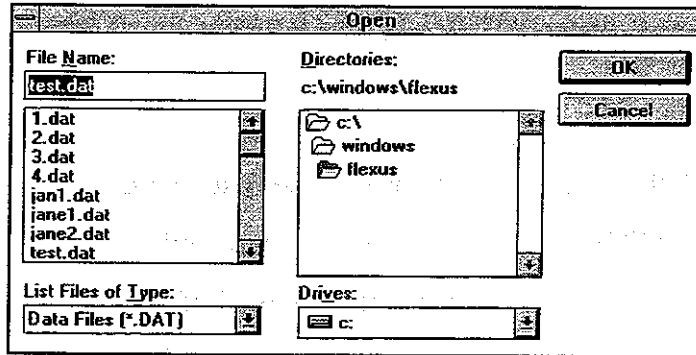 Open
File Name:
test.dat
1.dat
2.dat
3.dat
4.dat
jan1.dat
jane1.dat
jane2.dat
test.dat
List Files of Type:
Data Files (*.DAT)
Directories:
c:\windows\flexus
c:\
windows
flexus
Drives:
c:
OK
Cancel